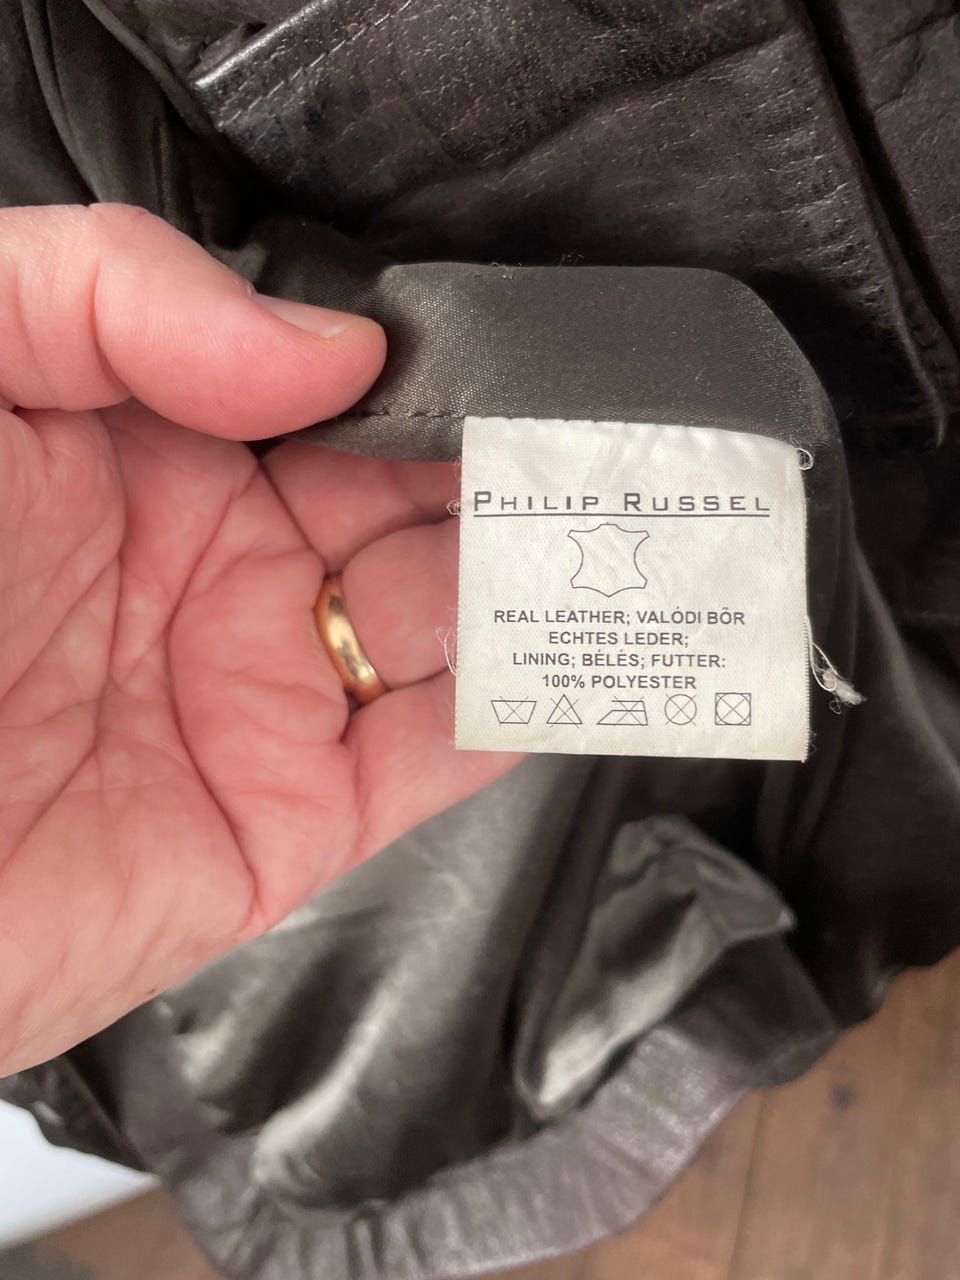 PHILIP RUSSEL
REAL LEATHER; VALÓDI BŐR
ECHTES LEDER;
LINING; BÉLÉS; FUTTER:
100% POLYESTER